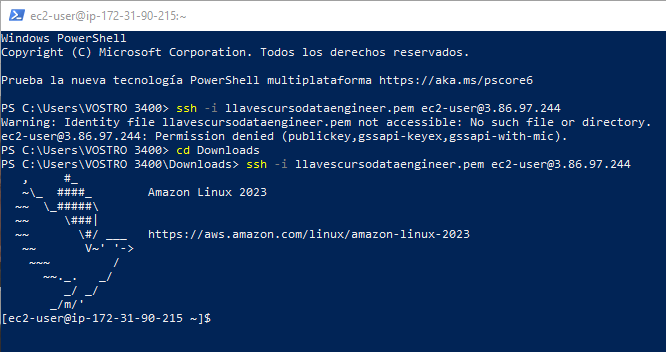 ec2-user@ip-172-31-90-215:~
Windows PowerShell
Copyright (C) Microsoft Corporation. Todos los derechos reservados.
Prueba la nueva tecnología PowerShell multiplataforma https://aka.ms/pscore6
PS C:\Users\VOSTRO 3400> ssh -i llavescursodataengineer.pem ec2-user@3.86.97.244
Warning: Identity file llavescursodataengineer.pem not accessible: No such file or directory.
ec2-user@3.86.97.244: Permission denied (publickey,gssapi-keyex,gssapi-with-mic).
PS C:\Users\VOSTRO 3400> cd Downloads
PS C:\Users\VOSTRO 3400\Downloads> ssh -i llavescursodataengineer.pem ec2-user@3.86.97.244
   ,     #_
   ~\_  ####_        Amazon Linux 2023
  ~~  \_#####\
  ~~     \###|
  ~~       \#/ ___   https://aws.amazon.com/linux/amazon-linux-2023
   ~~       V~' '->
    ~~~         /
      ~~._.   _/
         _/ _/
       _/m/'
[ec2-user@ip-172-31-90-215 ~]$